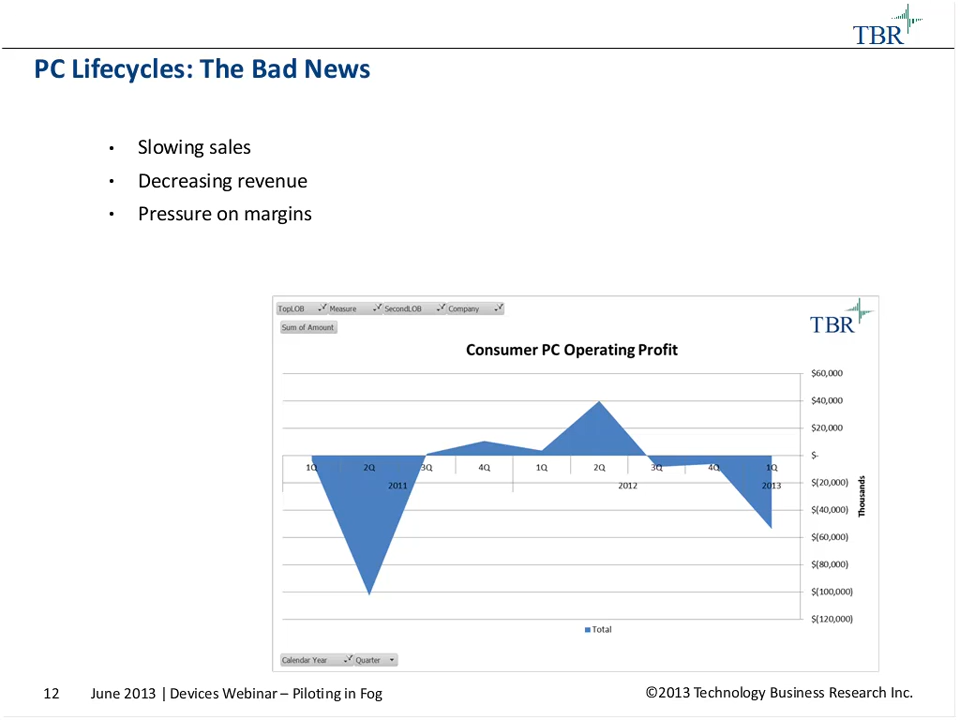 TBR
PC Lifecycles: The Bad News
• Slowing sales
• Decreasing revenue
• Pressure on margins
TopLOB Measure SecondLOB Company
Sum of Amount
TBR
Consumer PC Operating Profit
$60,000
$40,000
$20,000
$-
1Q 2Q 3Q 4Q 1Q 2Q 3Q 4Q 1Q
2011 2012 2013
$(20,000)
$(40,000)
$(60,000)
$(80,000)
$(100,000)
$(120,000)
Thousands
Total
Calendar Year Quarter
12 June 2013 | Devices Webinar – Piloting in Fog ©2013 Technology Business Research Inc.